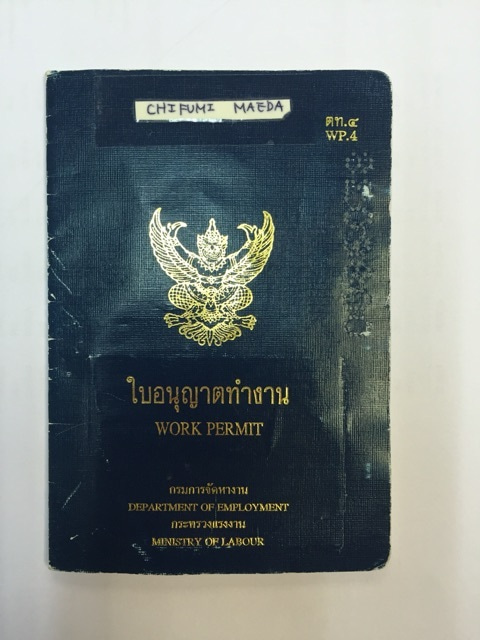 CHIFUMI MAEDA
ตท.๔
WP.4
ใบอนุญาตทำงาน
WORK PERMIT
กรมการจัดหางาน
DEPARTMENT OF EMPLOYMENT
กระทรวงแรงงาน
MINISTRY OF LABOUR